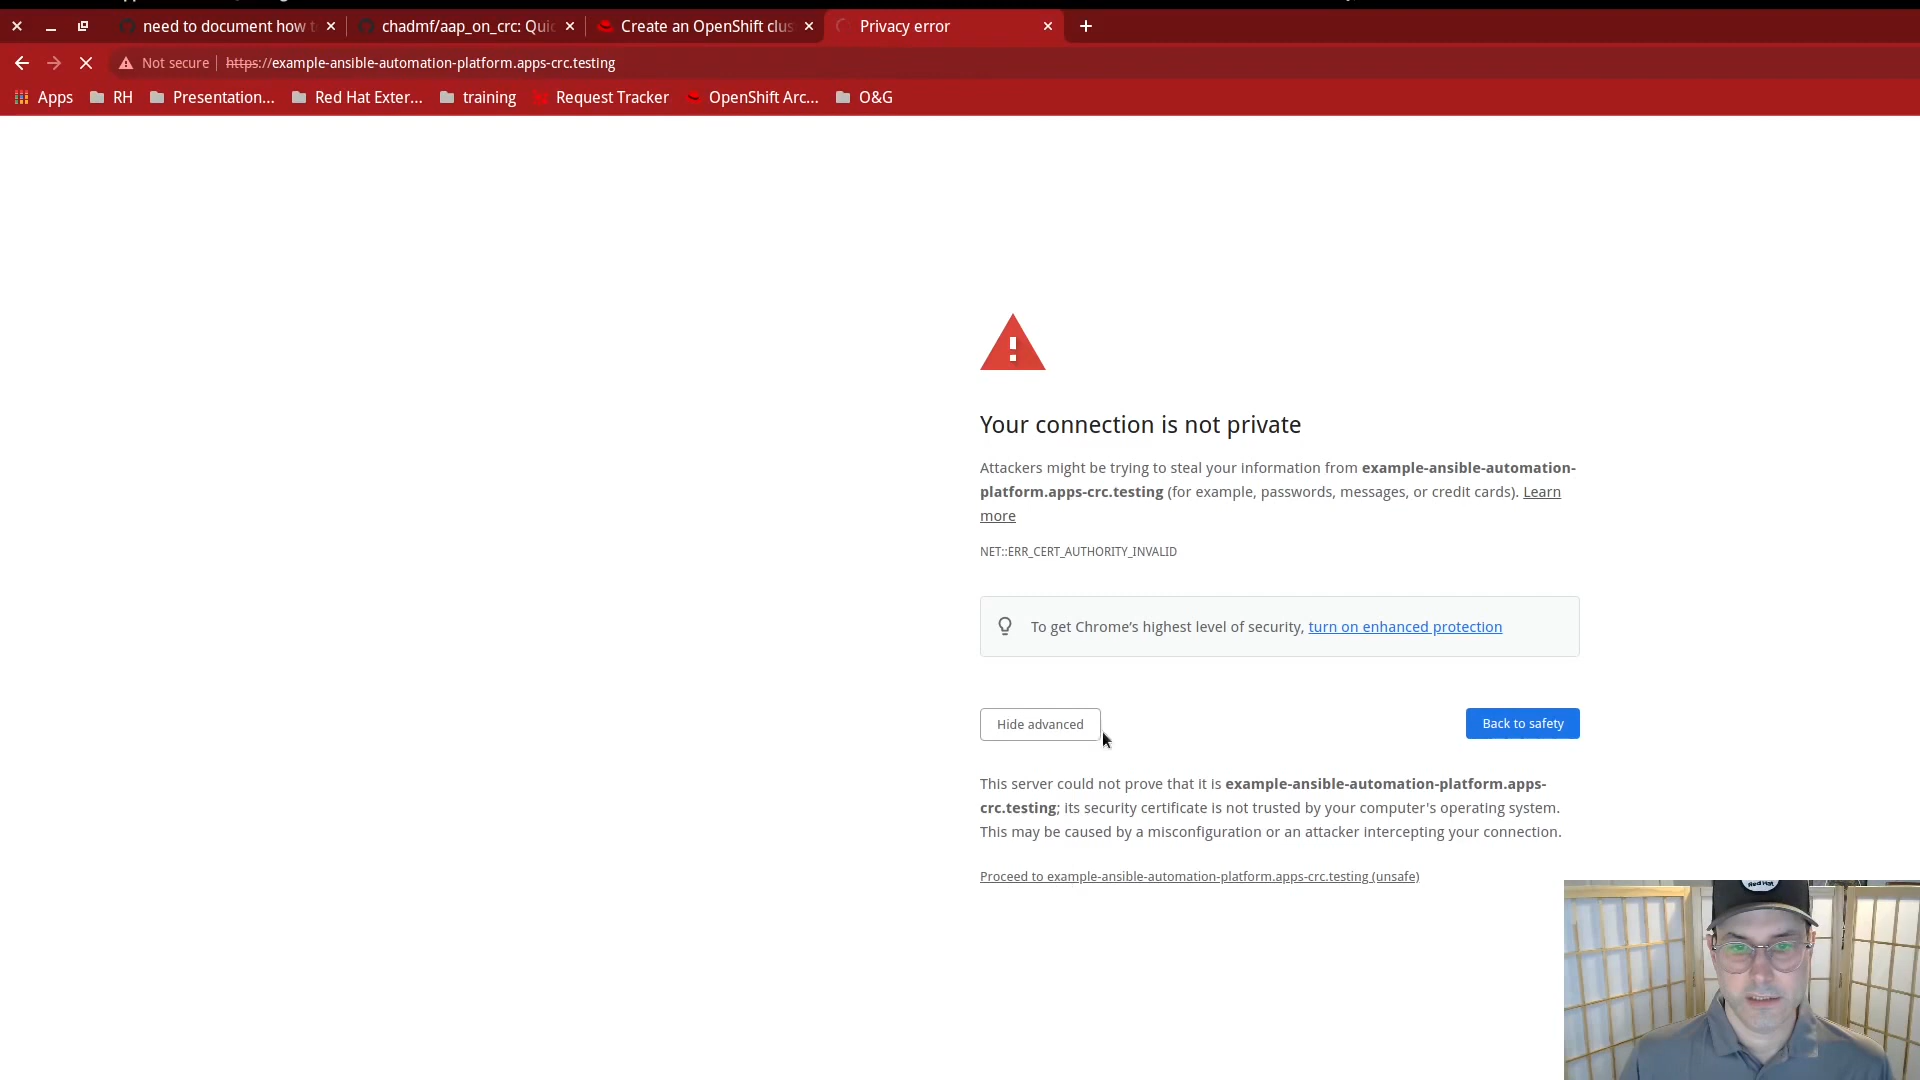 need to document how t
chadmf/aap_on_crc: Quic
Create an OpenShift clus
Privacy error
Not secure
https://example-ansible-automation-platform.apps-crc.testing
Apps
RH
Presentation...
Red Hat Exter...
training
Request Tracker
OpenShift Arc...
O&G
Your connection is not private
Attackers might be trying to steal your information from example-ansible-automation-
platform.apps-crc.testing (for example, passwords, messages, or credit cards). Learn
more
NET::ERR_CERT_AUTHORITY_INVALID
To get Chrome’s highest level of security, turn on enhanced protection
Hide advanced
Back to safety
This server could not prove that it is example-ansible-automation-platform.apps-
crc.testing; its security certificate is not trusted by your computer's operating system.
This may be caused by a misconfiguration or an attacker intercepting your connection.
Proceed to example-ansible-automation-platform.apps-crc.testing (unsafe)
Red Hat